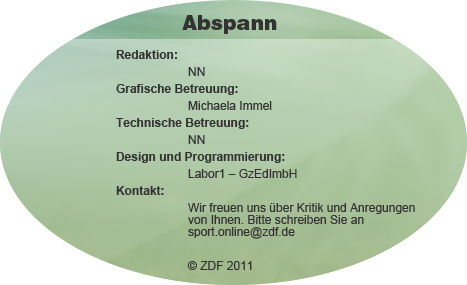 Abspann
Redaktion:
NN
Grafische Betreuung:
Michaela Immel
Technische Betreuung:
NN
Design und Programmierung:
Labor1 – GzEdImbH
Kontakt:
Wir freuen uns über Kritik und Anregungen
von Ihnen. Bitte schreiben Sie an
sport.online@zdf.de
© ZDF 2011